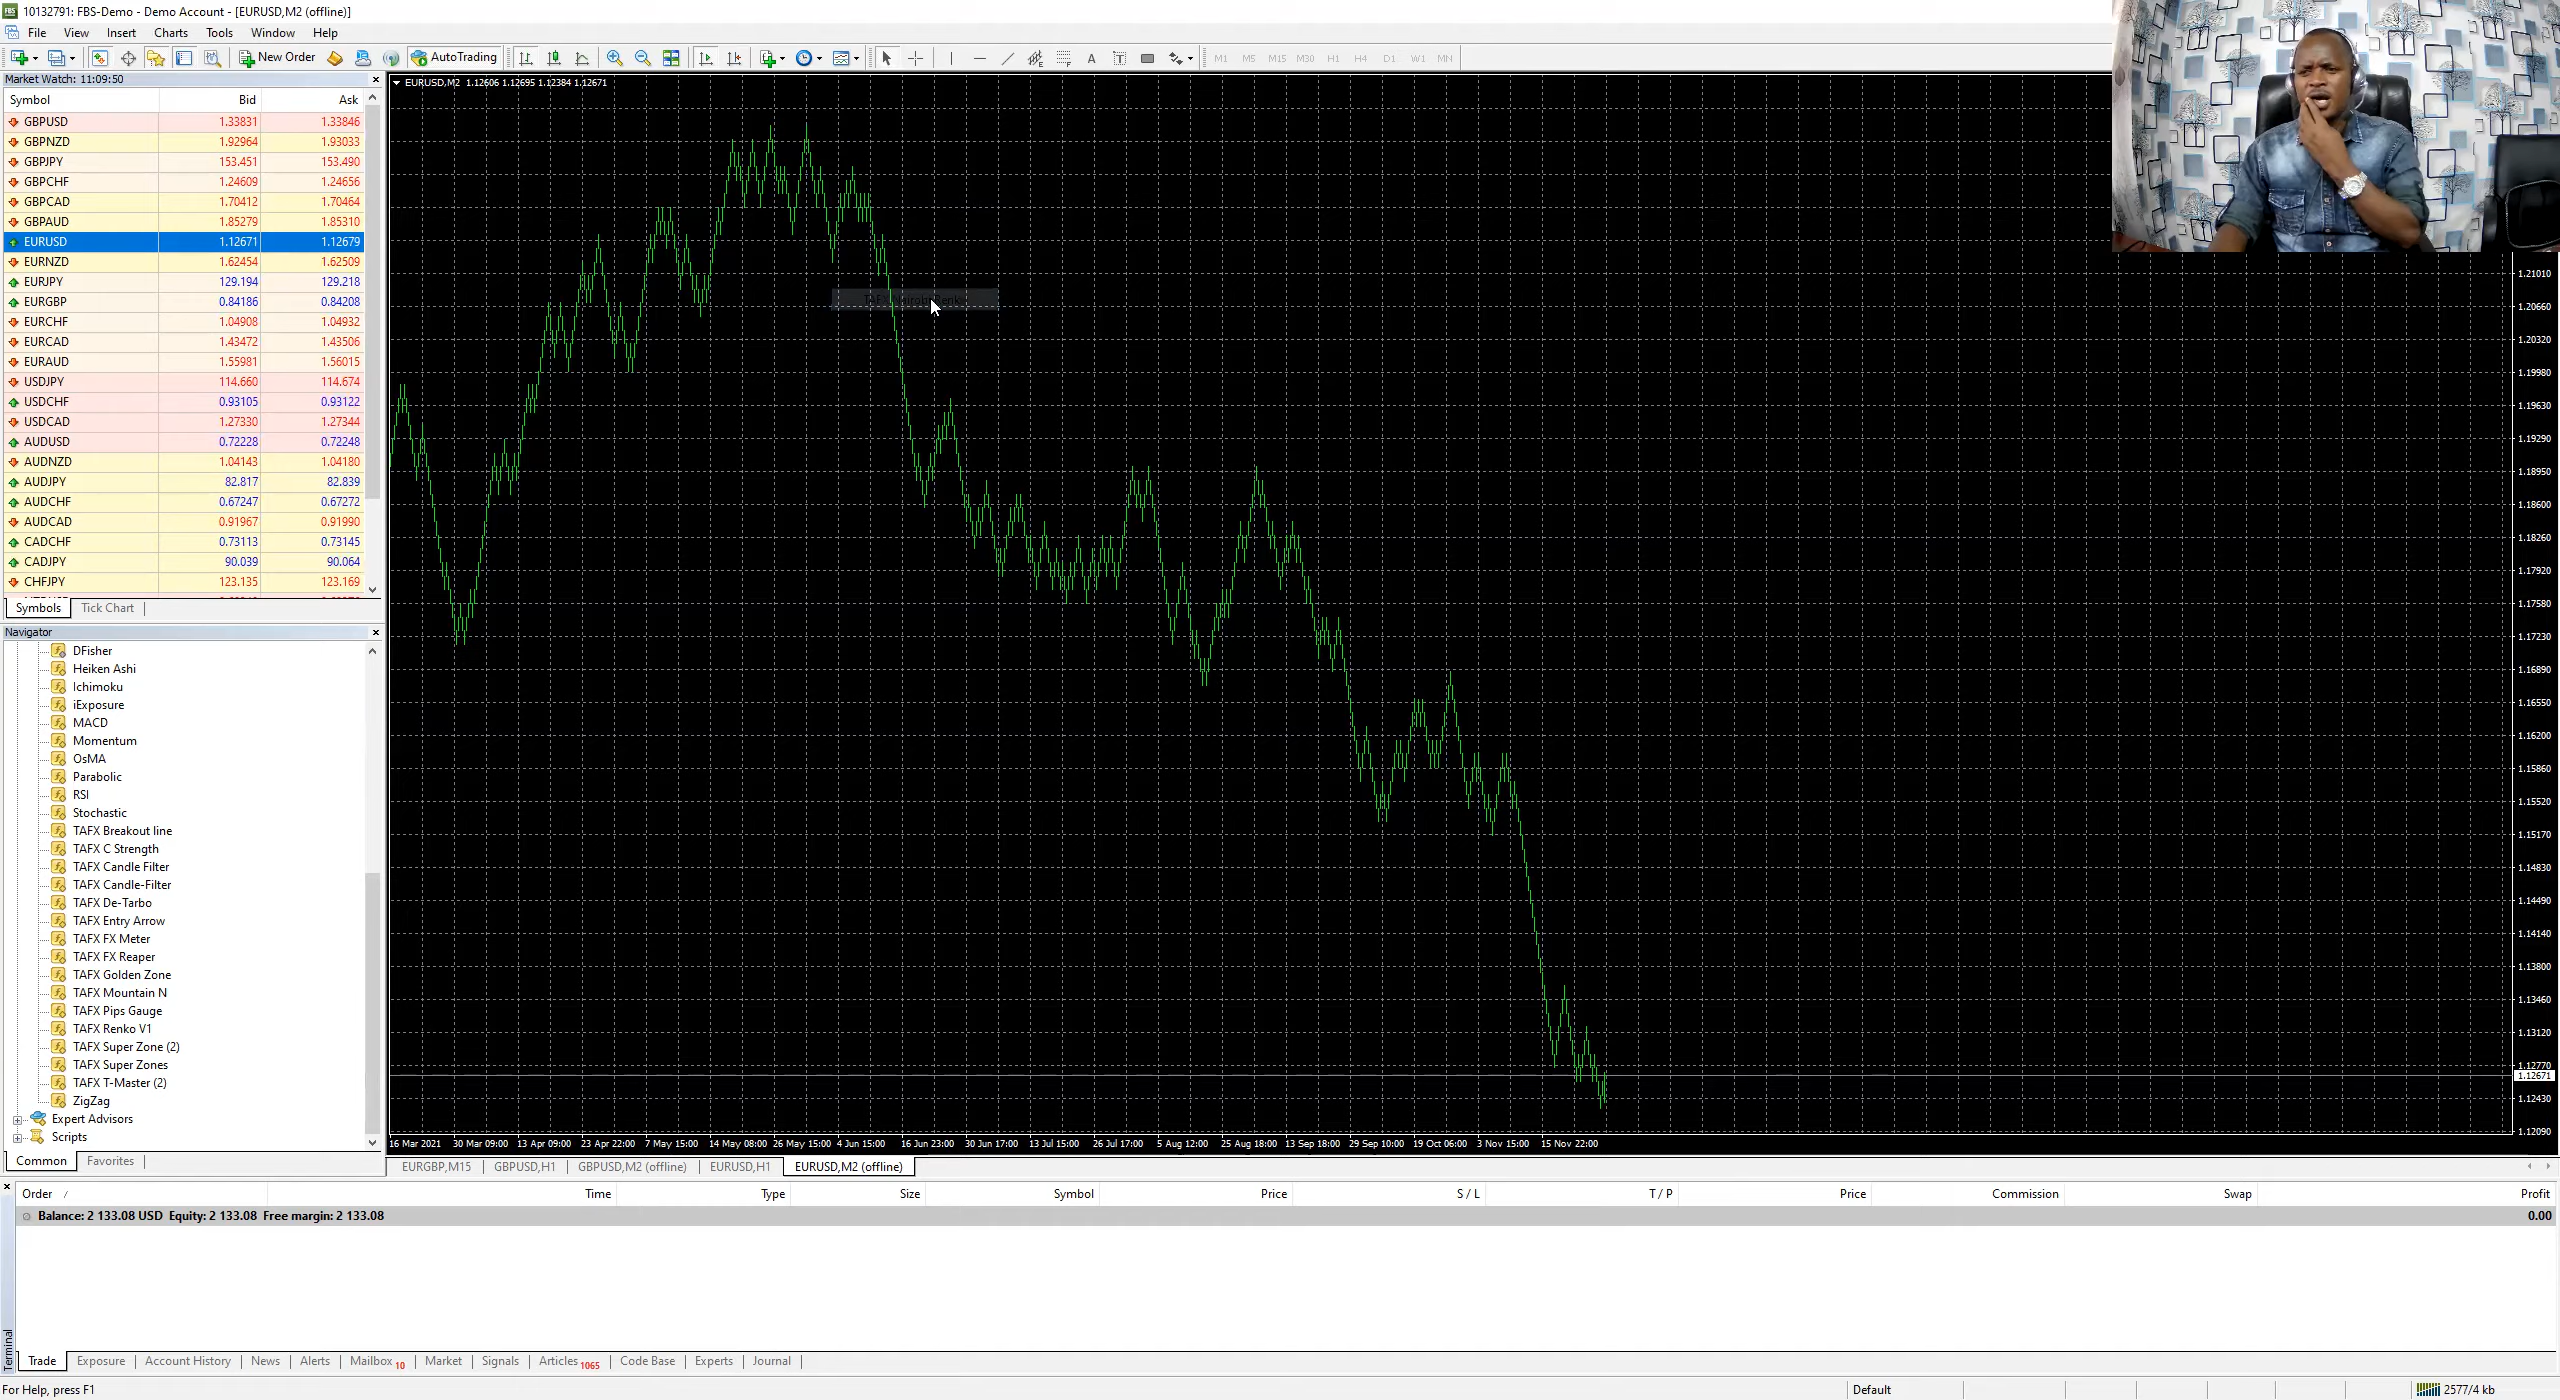 10132791: FBS-Demo - Demo Account - [EURUSD,M2 (offline)]
File View Insert Charts Tools Window Help
New Order AutoTrading M1 M5 M15 M30 H1 H4 D1 W1 MN
Market Watch: 11:09:50
Symbol Bid Ask
GBPUSD 1.33831 1.33846
GBPNZD 1.92964 1.93033
GBPJPY 153.451 153.490
GBPCHF 1.24609 1.24656
GBPCAD 1.70412 1.70464
GBPAUD 1.85279 1.85310
EURUSD 1.12671 1.12679
EURNZD 1.62454 1.62509
EURJPY 129.194 129.218
EURGBP 0.84186 0.84208
EURCHF 1.04908 1.04932
EURCAD 1.43472 1.43506
EURAUD 1.55981 1.56015
USDJPY 114.660 114.674
USDCHF 0.93105 0.93122
USDCAD 1.27330 1.27344
AUDUSD 0.72228 0.72248
AUDNZD 1.04143 1.04180
AUDJPY 82.817 82.839
AUDCHF 0.67247 0.67272
AUDCAD 0.91967 0.91990
CADCHF 0.73113 0.73145
CADJPY 90.039 90.064
CHFJPY 123.135 123.169
Symbols Tick Chart
Navigator
DFisher
Heiken Ashi
Ichimoku
iExposure
MACD
Momentum
OsMA
Parabolic
RSI
Stochastic
TAFX Breakout line
TAFX C Strength
TAFX Candle Filter
TAFX Candle-Filter
TAFX De-Tarbo
TAFX Entry Arrow
TAFX FX Meter
TAFX FX Reaper
TAFX Golden Zone
TAFX Mountain N
TAFX Pips Gauge
TAFX Renko V1
TAFX Super Zone (2)
TAFX Super Zones
TAFX T-Master (2)
ZigZag
Expert Advisors
Scripts
Common Favorites
EURUSD,M2 1.12606 1.12695 1.12384 1.12671
1.21010
1.20660
1.20320
1.19980
1.19630
1.19290
1.18950
1.18600
1.18260
1.17920
1.17580
1.17230
1.16890
1.16550
1.16200
1.15860
1.15520
1.15170
1.14830
1.14490
1.14140
1.13800
1.13460
1.13120
1.12770
1.12671
1.12430
1.12090
16 Mar 2021 30 Mar 09:00 13 Apr 09:00 23 Apr 22:00 7 May 15:00 14 May 08:00 26 May 15:00 4 Jun 15:00 16 Jun 23:00 30 Jun 17:00 13 Jul 15:00 26 Jul 17:00 5 Aug 12:00 25 Aug 18:00 13 Sep 18:00 29 Sep 10:00 19 Oct 06:00 3 Nov 15:00 15 Nov 22:00
EURGBP,M15 GBPUSD,H1 GBPUSD,M2 (offline) EURUSD,H1 EURUSD,M2 (offline)
Order / Time Type Size Symbol Price S / L T / P Price Commission Swap Profit
Balance: 2 133.08 USD Equity: 2 133.08 Free margin: 2 133.08 0.00
Terminal
Trade Exposure Account History News Alerts Mailbox 10 Market Signals Articles 1065 Code Base Experts Journal
For Help, press F1 Default 2577/4 kb